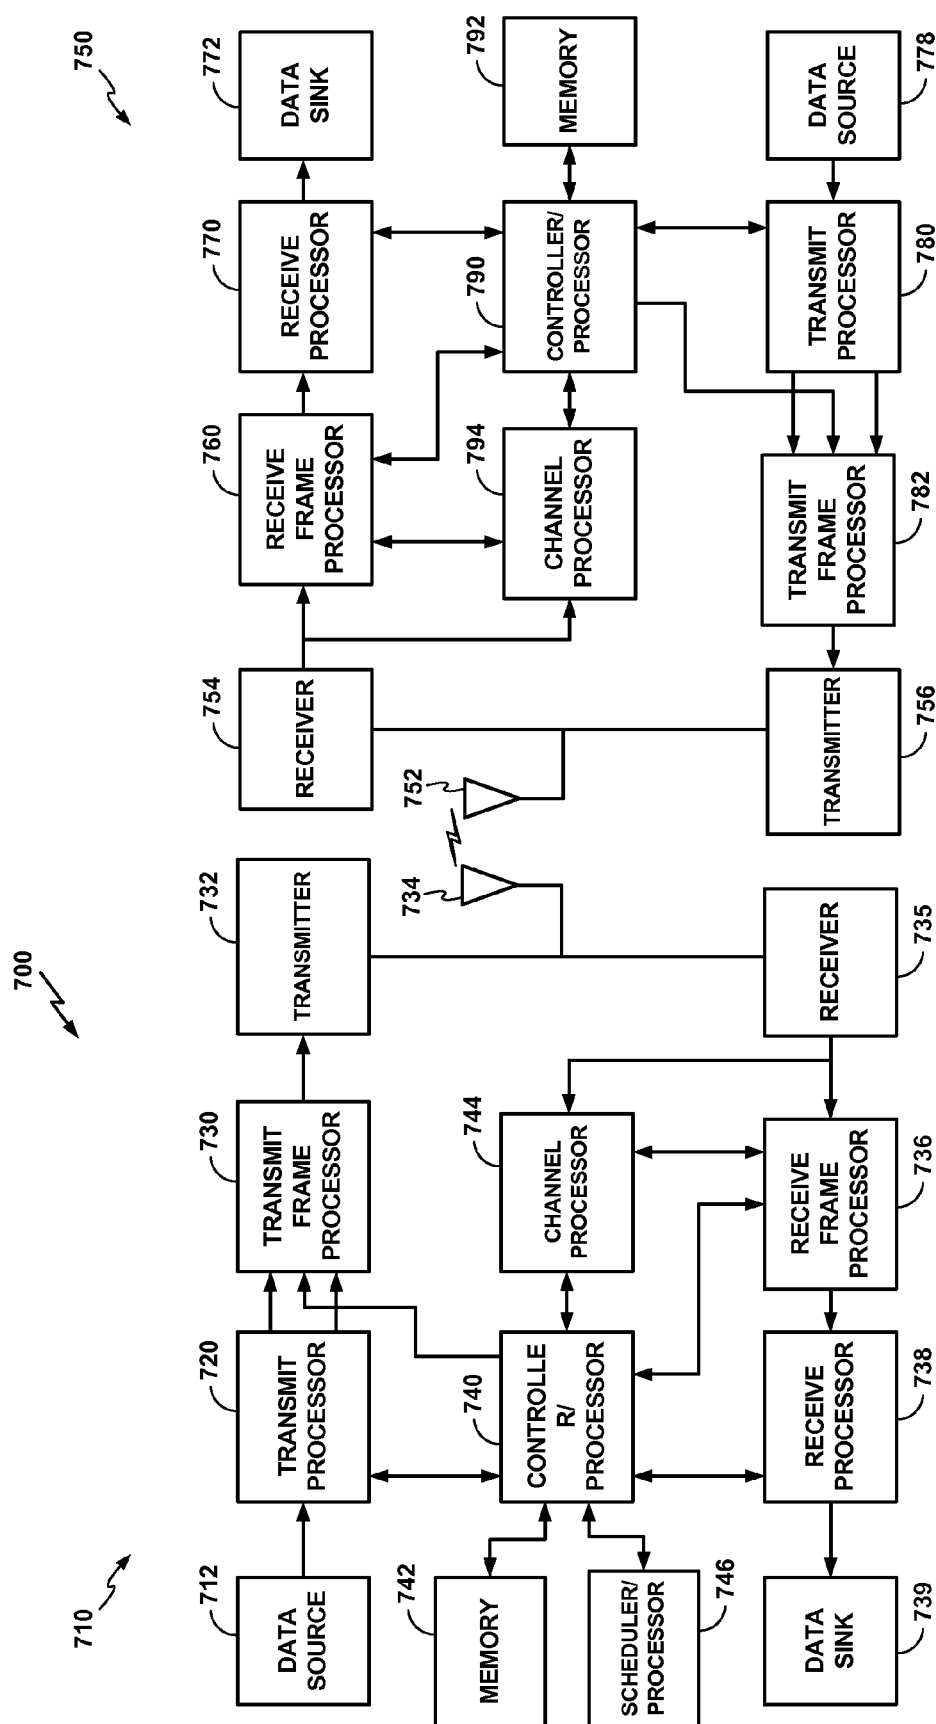 700
710
750
712
DATA
SOURCE
720
TRANSMIT
PROCESSOR
730
TRANSMIT
FRAME
PROCESSOR
732
TRANSMITTER
754
RECEIVER
760
RECEIVE
FRAME
PROCESSOR
770
RECEIVE
PROCESSOR
772
DATA
SINK
742
MEMORY
740
CONTROLLE
R/
PROCESSOR
744
CHANNEL
PROCESSOR
734
752
794
CHANNEL
PROCESSOR
790
CONTROLLER/
PROCESSOR
792
MEMORY
SCHEDULER/
PROCESSOR
746
DATA
SINK
739
RECEIVE
PROCESSOR
738
RECEIVE
FRAME
PROCESSOR
736
RECEIVER
735
TRANSMITTER
756
TRANSMIT
FRAME
PROCESSOR
782
TRANSMIT
PROCESSOR
780
DATA
SOURCE
778